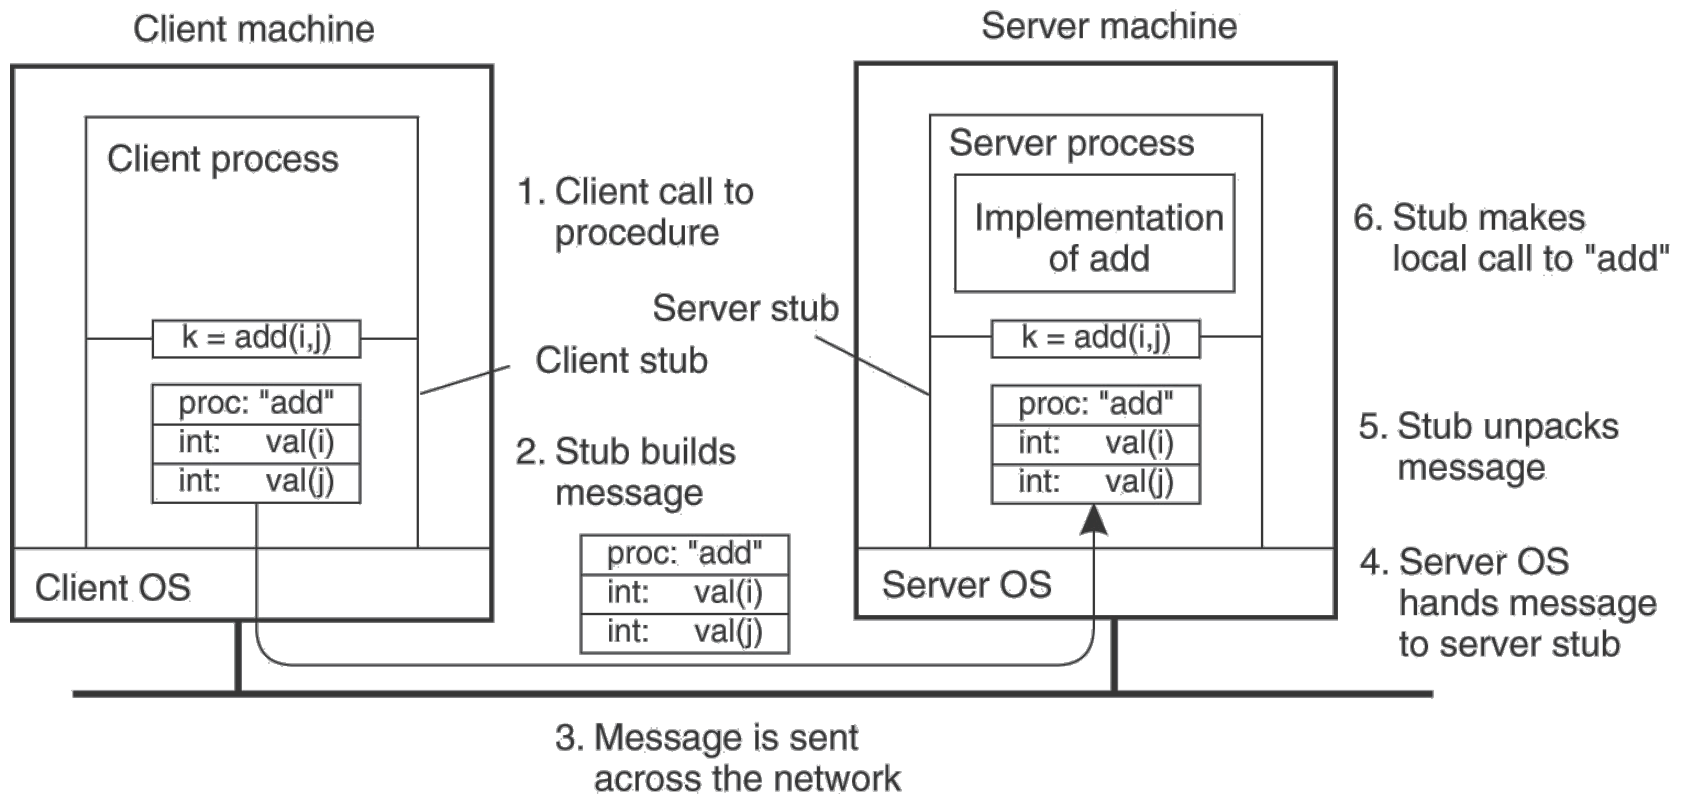 Client machine
Server machine
Client process
1. Client call to
procedure
Server process
Implementation
of add
6. Stub makes
local call to "add"
Server stub
k = add(i,j)
k = add(i,j)
Client stub
proc: "add"
int: val(i)
int: val(j)
2. Stub builds
message
proc: "add"
int: val(i)
int: val(j)
proc: "add"
int: val(i)
int: val(j)
5. Stub unpacks
message
Client OS
Server OS
4. Server OS
hands message
to server stub
3. Message is sent
across the network